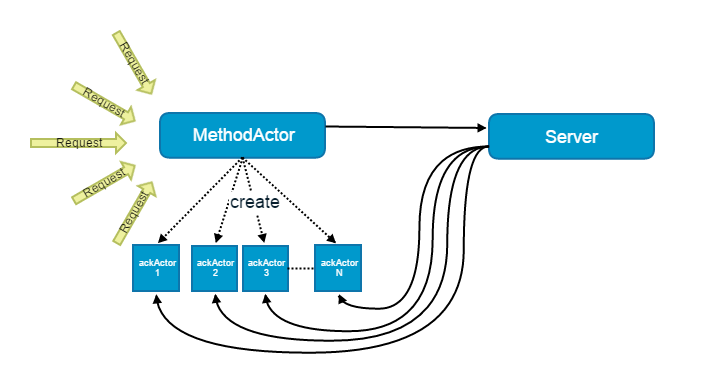 Request
Request
Request
Request
Request
MethodActor
Server
create
ackActor
1
ackActor
2
ackActor
3
ackActor
N